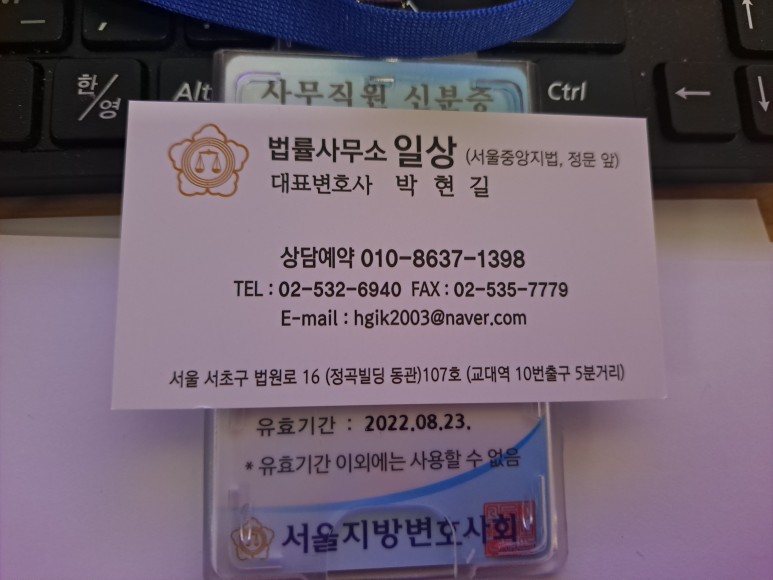 한/영
Alt
Ctrl
←
↑
↓
사무직원 신분증
법률사무소 일상 (서울중앙지법, 정문 앞)
대표변호사 박 현 길
상담예약 010-8637-1398
TEL : 02-532-6940 FAX : 02-535-7779
E-mail : hgik2003@naver.com
서울 서초구 법원로 16 (정곡빌딩 동관)107호 (교대역 10번출구 5분거리)
유효기간 : 2022.08.23.
* 유효기간 이외에는 사용할 수 없음
서울지방변호사회